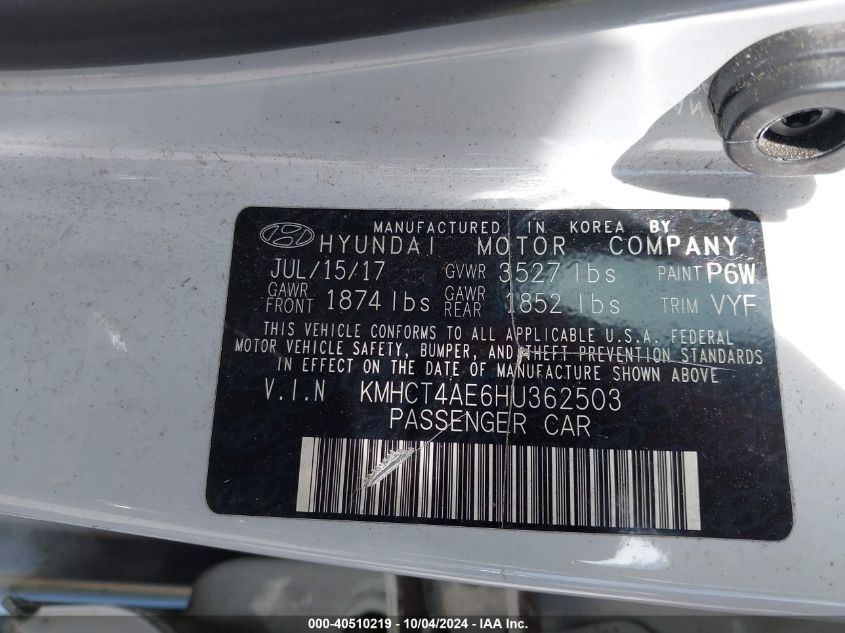 MANUFACTURED IN KOREA BY
HYUNDAI MOTOR COMPANY
JUL/15/17 GVWR 3527 lbs PAINT P6W
GAWR FRONT 1874 lbs GAWR REAR 1852 lbs TRIM VYF
THIS VEHICLE CONFORMS TO ALL APPLICABLE U.S.A. FEDERAL
MOTOR VEHICLE SAFETY, BUMPER, AND THEFT PREVENTION STANDARDS
IN EFFECT ON THE DATE OF MANUFACTURE SHOWN ABOVE
V.I.N KMHCT4AE6HU362503
PASSENGER CAR
000-40510219 - 10/04/2024 - IAA Inc.